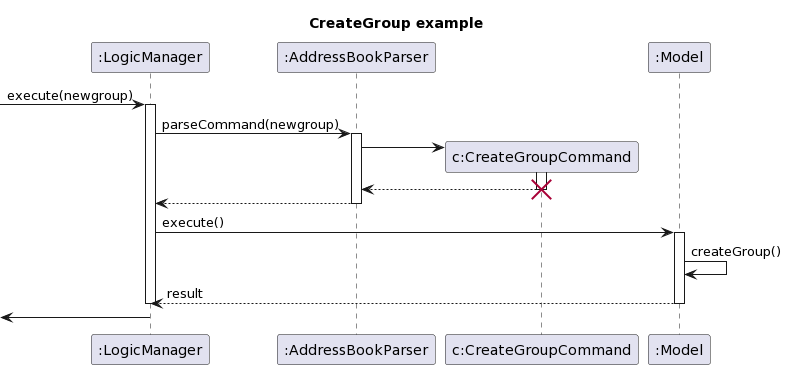 CreateGroup example
:LogicManager
:AddressBookParser
:Model
execute(newgroup)
parseCommand(newgroup)
c:CreateGroupCommand
execute()
createGroup()
result
:LogicManager
:AddressBookParser
c:CreateGroupCommand
:Model